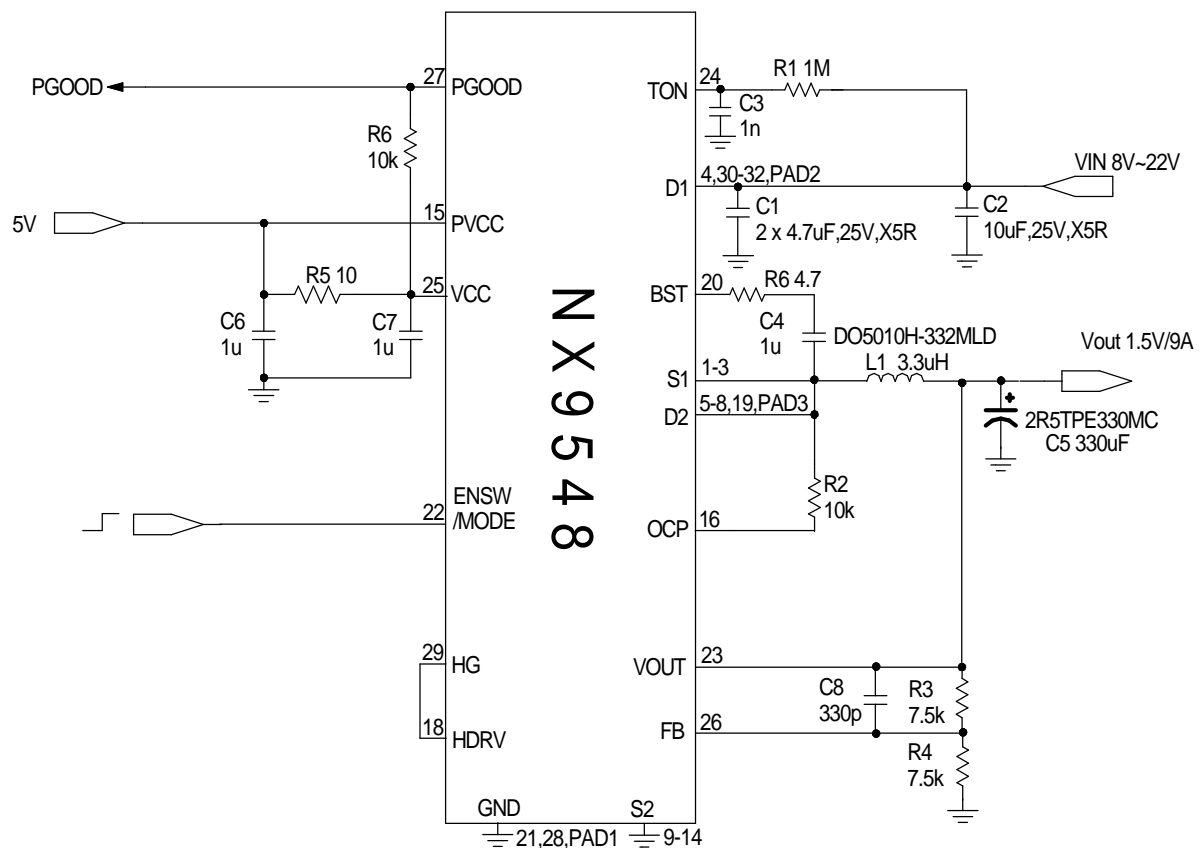 PGOOD
27
PGOOD
R6
10k
5V
15
PVCC
R5 10
25
VCC
C6
1u
C7
1u
22
ENSW
/MODE
29
HG
18
HDRV
GND
21,28,PAD1
S2
9-14
NX9548
TON
24
R1 1M
C3
1n
D1
4,30-32,PAD2
VIN 8V~22V
C1
2 x 4.7uF,25V,X5R
C2
10uF,25V,X5R
BST
20
R6 4.7
C4
1u
DO5010H-332MLD
L1 3.3uH
Vout 1.5V/9A
S1
1-3
D2
5-8,19,PAD3
+
2R5TPE330MC
C5 330uF
R2
10k
OCP
16
VOUT
23
C8
330p
R3
7.5k
FB
26
R4
7.5k